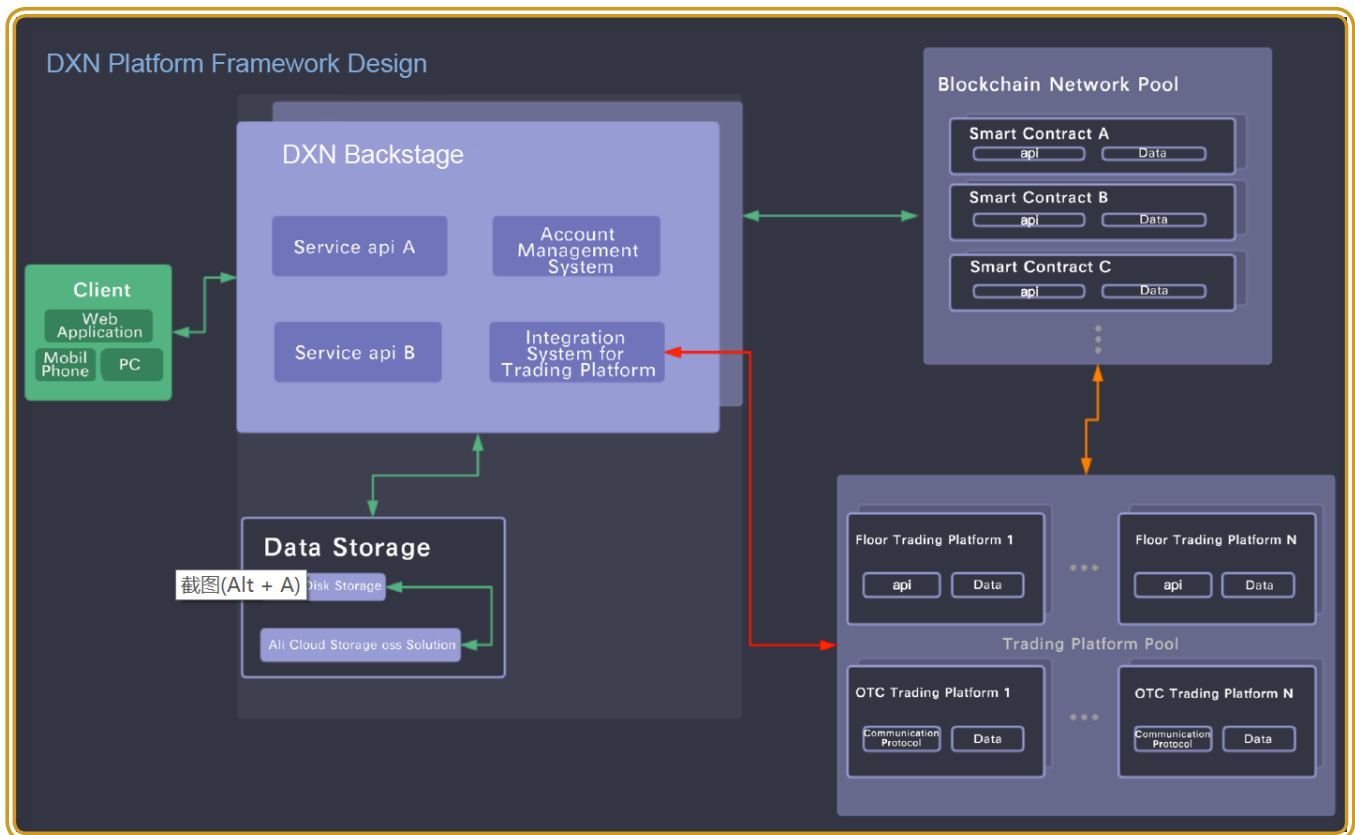 DXN Platform Framework Design
DXN Backstage
Service api A
Account
Management
System
Service api B
Integration
System for
Trading Platform
Client
Web
Application
Mobil
Phone
PC
Data Storage
截图(Alt + A)
Disk Storage
Ali Cloud Storage oss Solution
Blockchain Network Pool
Smart Contract A
api
Data
Smart Contract B
api
Data
Smart Contract C
api
Data
Floor Trading Platform 1
api
Data
Floor Trading Platform N
api
Data
Trading Platform Pool
OTC Trading Platform 1
Communication
Protocol
Data
OTC Trading Platform N
Communication
Protocol
Data